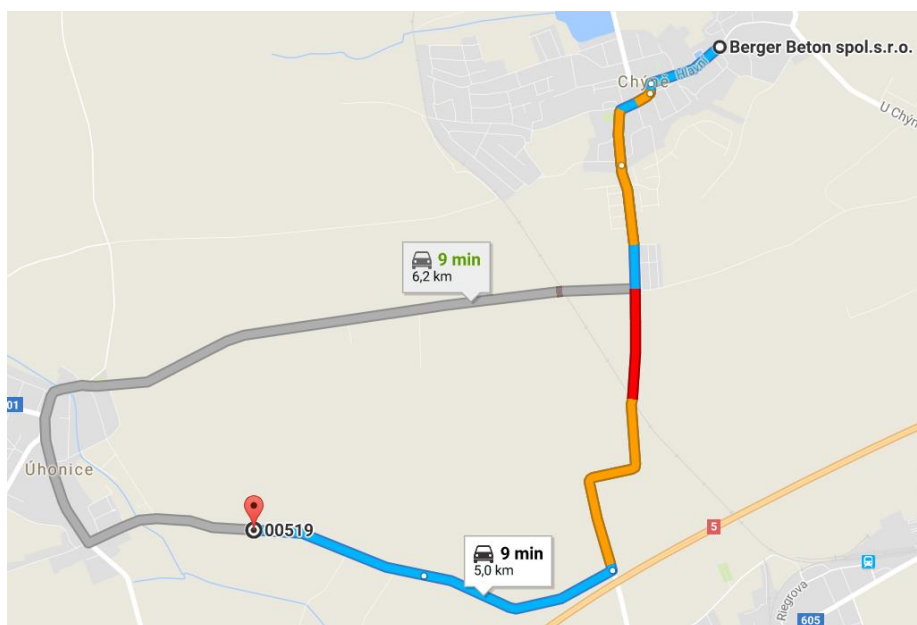 Berger Beton spol.s.r.o.
Chýně
Hlavní
U Chýn
9 min
6,2 km
01
Úhonice
00519
9 min
5,0 km
5
Riegrova
605